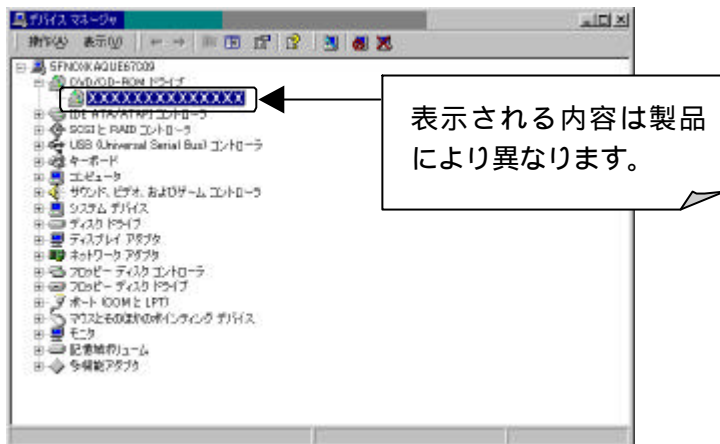 デバイス マネージャ
操作(A) 表示(V)
DVD/CD-ROM ドライブ
XXXXXXXXXXXXXX
IDE ATA/ATAPI コントローラ
SCSI と RAID コントローラ
USB (Universal Serial Bus) コントローラ
キーボード
コンピュータ
サウンド、ビデオ、およびゲーム コントローラ
システム デバイス
ディスク ドライブ
ディスプレイ アダプタ
ネットワーク アダプタ
フロッピー ディスク コントローラ
フロッピー ディスク ドライブ
ポート (COM と LPT)
マウスとそのほかのポインティング デバイス
モニタ
記憶域ボリューム
多機能アダプタ
表示される内容は製品
により異なります。